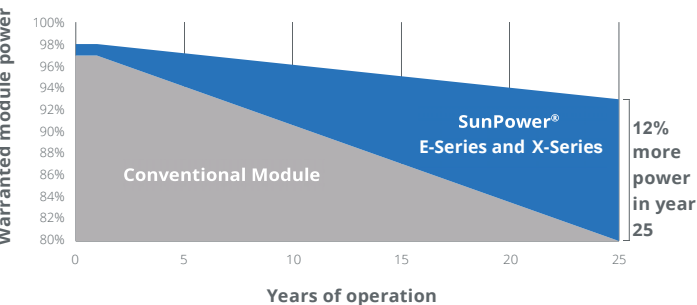 Warranted module power
100%
98%
96%
94%
92%
90%
88%
86%
84%
82%
80%
SunPower®
E-Series and X-Series
Conventional Module
12%
more
power
in year
25
0 5 10 15 20 25
Years of operation